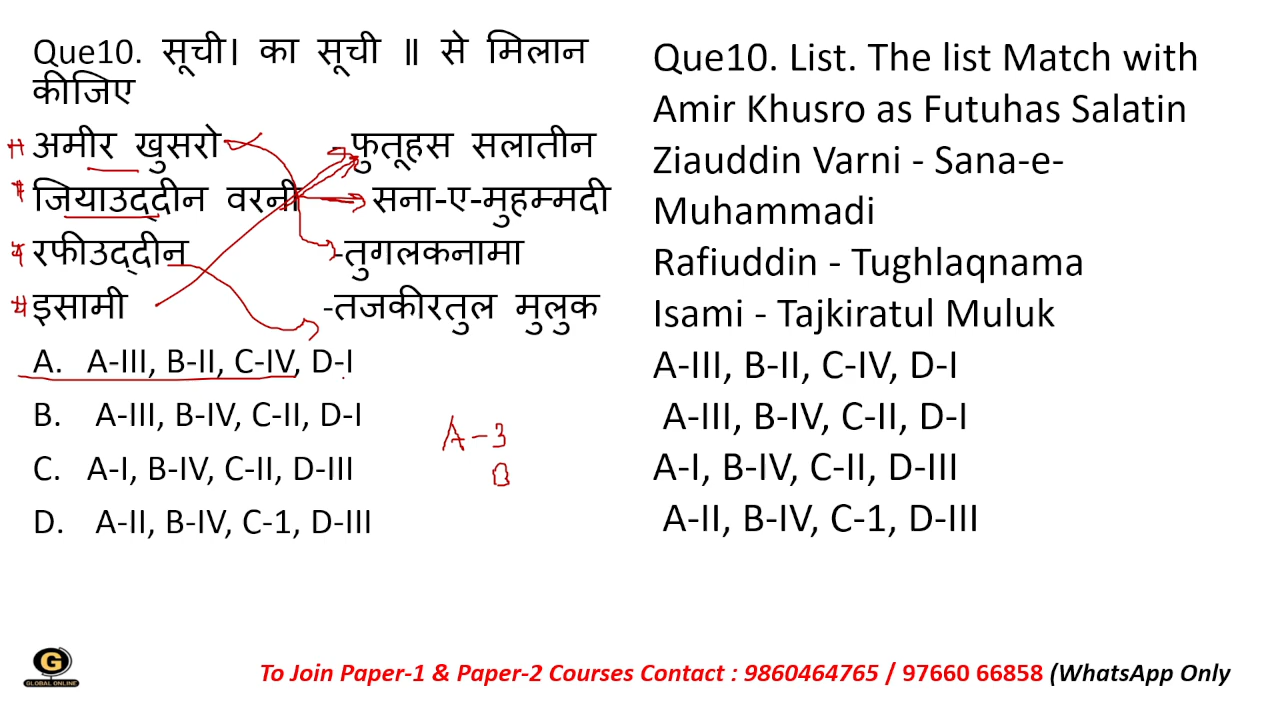 Que10. सूची। का सूची ॥ से मिलान
कीजिए
अमीर खुसरो - फुतूहस सलातीन
जियाउद्दीन वरनी - सना-ए-मुहम्मदी
रफीउद्दीन -तुगलकनामा
इसामी -तजकीरतुल मुलुक
A. A-III, B-II, C-IV, D-I
B. A-III, B-IV, C-II, D-I
C. A-I, B-IV, C-II, D-III
D. A-II, B-IV, C-1, D-III
A-3
B
Que10. List. The list Match with
Amir Khusro as Futuhas Salatin
Ziauddin Varni - Sana-e-
Muhammadi
Rafiuddin - Tughlaqnama
Isami - Tajkiratul Muluk
A-III, B-II, C-IV, D-I
A-III, B-IV, C-II, D-I
A-I, B-IV, C-II, D-III
A-II, B-IV, C-1, D-III
G
GLOBAL ONLINE
To Join Paper-1 & Paper-2 Courses Contact : 9860464765 / 97660 66858 (WhatsApp Only